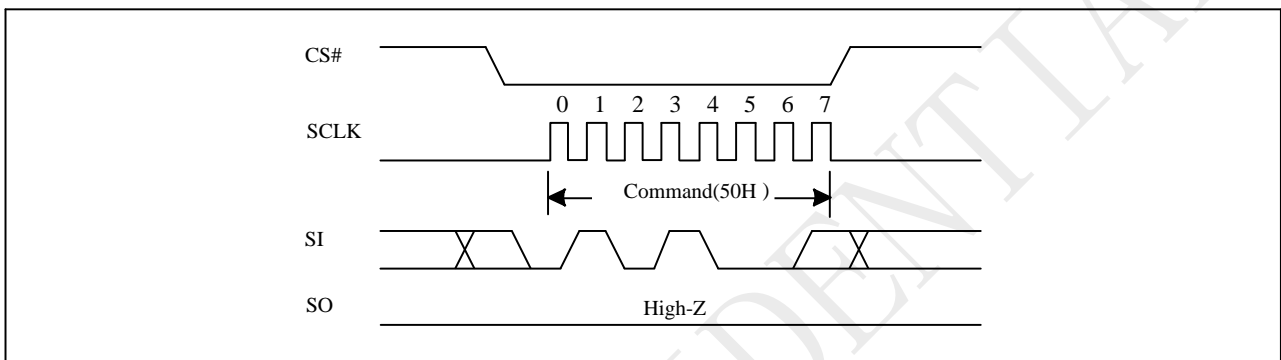 CS#
0 1 2 3 4 5 6 7
SCLK
Command(50H )
SI
SO
High-Z